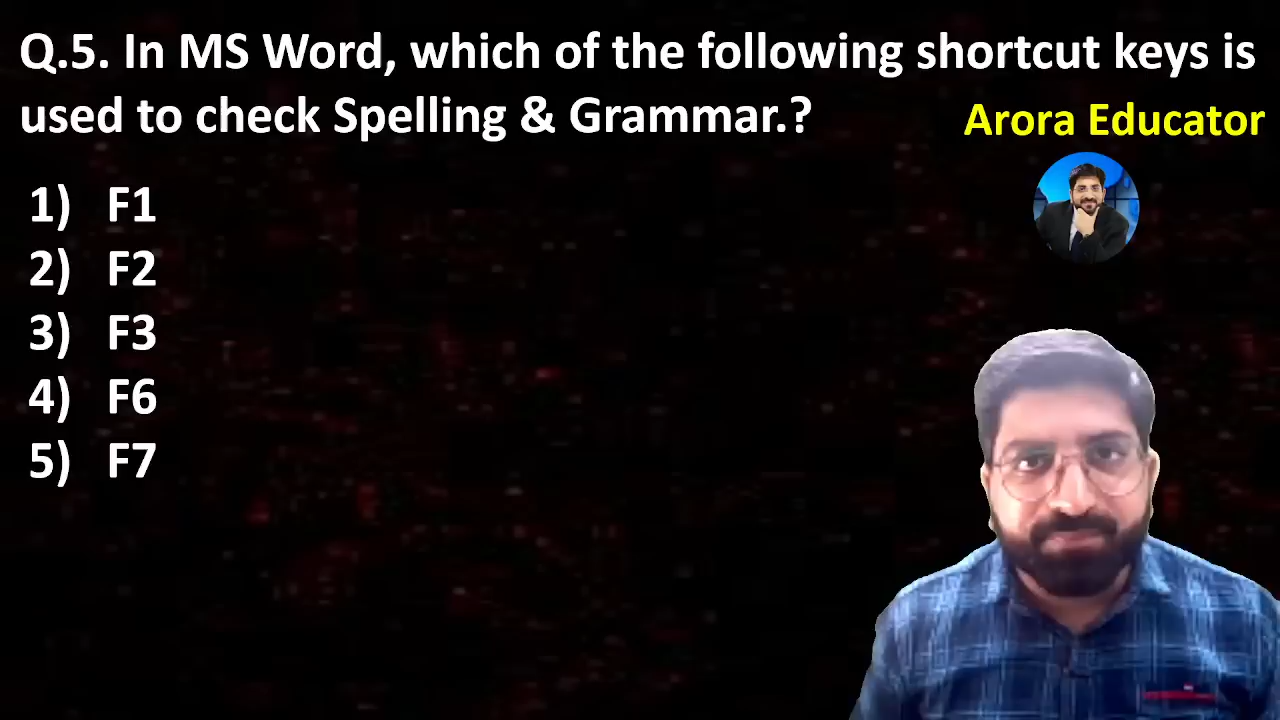 Q.5. In MS Word, which of the following shortcut keys is
used to check Spelling & Grammar.?
Arora Educator
1) F1
2) F2
3) F3
4) F6
5) F7